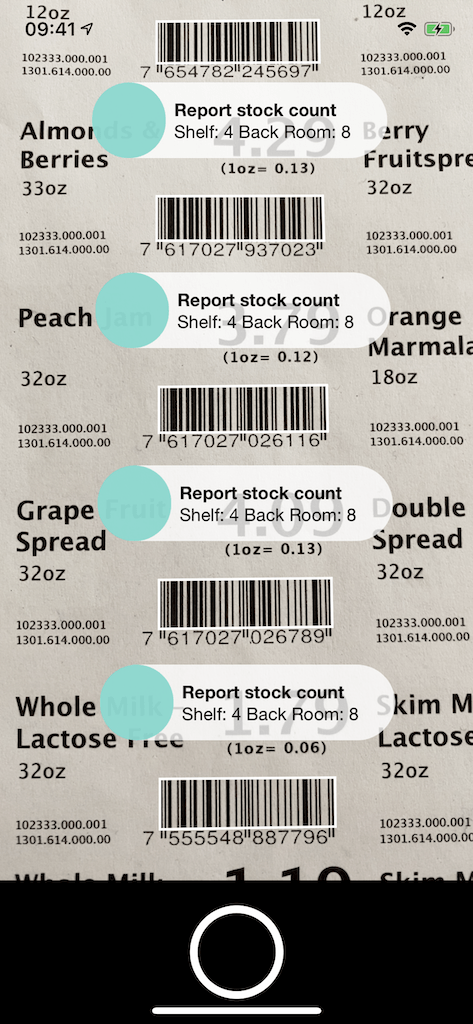 12oz
12oz
09:41
102333.000.001
1301.614.000.00
7 "654782"245697"
102333.000.001
1301.614.000.00
Report stock count
Shelf: 4 Back Room: 8
Almonds &
Berries
33oz
4.29
(1oz= 0.13)
Berry
32oz
102333.000.001
1301.614.000.00
7 "617027"937023"
102333.000.001
1301.614.000.00
Report stock count
Shelf: 4 Back Room: 8
Peach Jam
32oz
3.79
(1oz= 0.12)
Orange
18oz
102333.000.001
1301.614.000.00
7 "617027"026116"
102333.000.001
1301.614.000.00
Report stock count
Shelf: 4 Back Room: 8
Grape Fruit
Spread
32oz
4.09
(1oz= 0.13)
Double
Spread
32oz
102333.000.001
1301.614.000.00
7 "617027"026789"
102333.000.001
1301.614.000.00
Report stock count
Shelf: 4 Back Room: 8
Whole Milk –
Lactose Free
32oz
1.79
(1oz= 0.06)
Skim
Lactose
32oz
102333.000.001
1301.614.000.00
7 "555548"887796"
102333.000.001
1301.614.000.00
Whole Milk
1.19
Skim